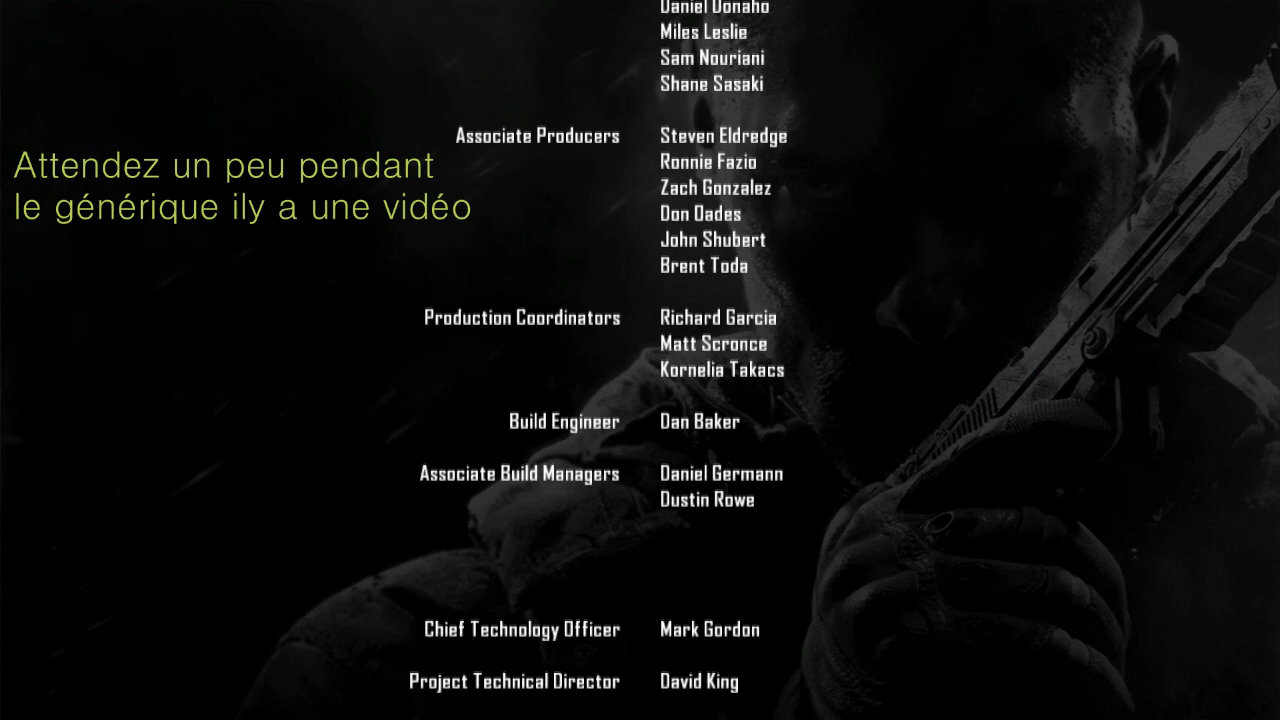 Daniel Donaho
Miles Leslie
Sam Nouriani
Shane Sasaki
Associate Producers Steven Eldredge
Ronnie Fazio
Zach Gonzalez
Don Oades
John Shubert
Brent Toda
Attendez un peu pendant
le générique ily a une vidéo
Production Coordinators Richard Garcia
Matt Scronce
Kornelia Takacs
Build Engineer Dan Baker
Associate Build Managers Daniel Germann
Dustin Rowe
Chief Technology Officer Mark Gordon
Project Technical Director David King